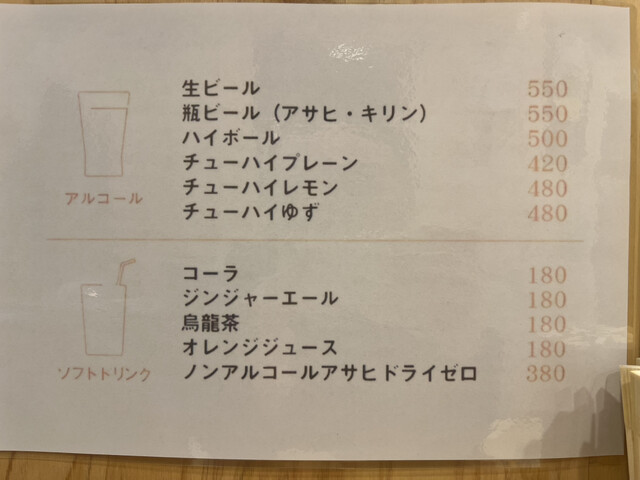 生ビール 550
瓶ビール（アサヒ・キリン） 550
ハイボール 500
チューハイプレーン 420
チューハイレモン 480
チューハイゆず 480
アルコール
コーラ 180
ジンジャーエール 180
烏龍茶 180
オレンジジュース 180
ノンアルコールアサヒドライゼロ 380
ソフトドリンク